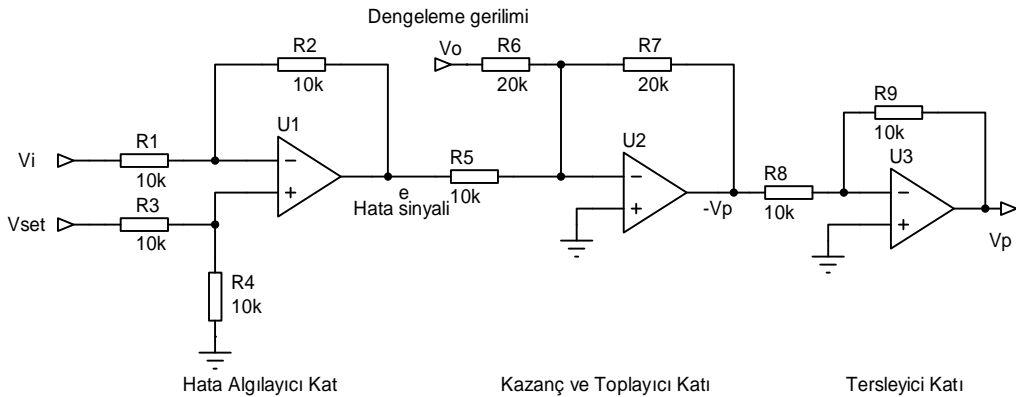 Dengeleme gerilimi
R2
10k
Vo
R6
20k
R7
20k
U1
R9
10k
Vi
R1
10k
U2
U3
R5
10k
R8
10k
e
Hata sinyali
-Vp
Vset
R3
10k
Vp
R4
10k
Hata Algılayıcı Kat
Kazanç ve Toplayıcı Katı
Tersleyici Katı